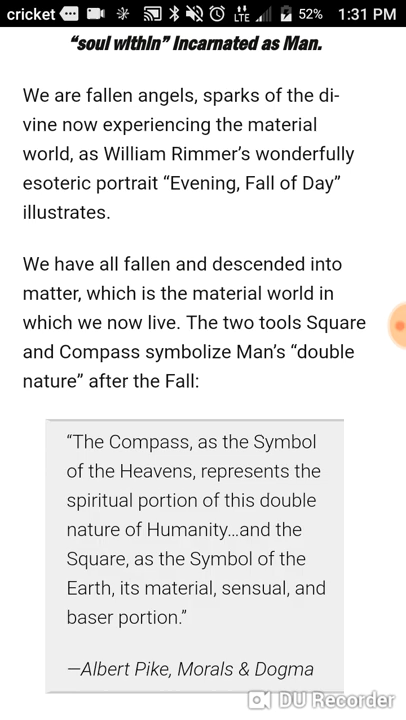 cricket LTE 52% 1:31 PM
"soul within" Incarnated as Man.
We are fallen angels, sparks of the di-
vine now experiencing the material
world, as William Rimmer's wonderfully
esoteric portrait “Evening, Fall of Day”
illustrates.
We have all fallen and descended into
matter, which is the material world in
which we now live. The two tools Square
and Compass symbolize Man's “double
nature” after the Fall:
“The Compass, as the Symbol
of the Heavens, represents the
spiritual portion of this double
nature of Humanity…and the
Square, as the Symbol of the
Earth, its material, sensual, and
baser portion.”
—Albert Pike, Morals & Dogma
DU Recorder